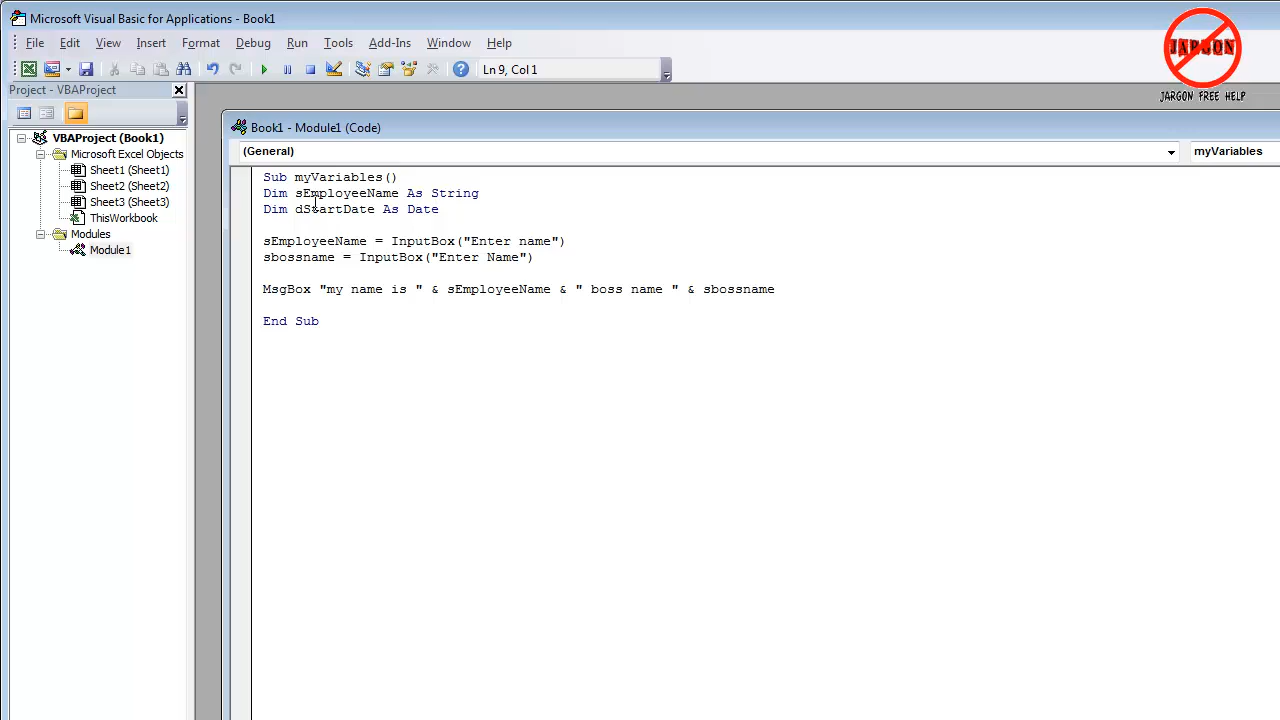 Microsoft Visual Basic for Applications - Book1
File Edit View Insert Format Debug Run Tools Add-Ins Window Help
Ln 9, Col 1
JARGON
JARGON FREE HELP
Project - VBAProject
VBAProject (Book1)
Microsoft Excel Objects
Sheet1 (Sheet1)
Sheet2 (Sheet2)
Sheet3 (Sheet3)
ThisWorkbook
Modules
Module1
Book1 - Module1 (Code)
(General) myVariables
Sub myVariables()
Dim sEmployeeName As String
Dim dStartDate As Date
sEmployeeName = InputBox("Enter name")
sbossname = InputBox("Enter Name")
MsgBox "my name is " & sEmployeeName & " boss name " & sbossname
End Sub